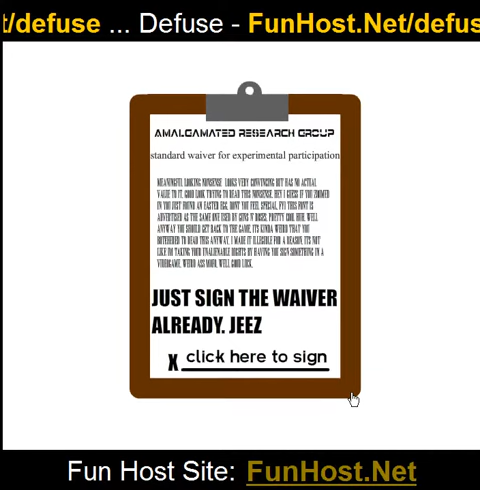 t/defuse ... Defuse - FunHost.Net/defus
AMALGAMATED RESEARCH GROUP
standard waiver for experimental participation
MEANINGFUL LOOKING NONSENSE. LOOKS VERY CONVINCING BUT HAS NO ACTUAL
VALUE TO IT. GOOD LUCK TRYING TO READ THIS NONSENSE. HEY I GUESS IF YOU ZOOMED
IN YOU JUST FOUND AN EASTER EGG. DONT YOU FEEL SPECIAL. FYI THIS FONT IS
ADVERTISED AS THE SAME ONE USED BY GUNS N' ROSES. PRETTY COOL HUH. WELL
ANYWAY YOU SHOULD GET BACK TO THE GAME. ITS KINDA WEIRD THAT YOU
BOTHERED TO READ THIS ANYWAY. I MADE IT ILLEGIBLE FOR A REASON. ITS NOT
LIKE IM TAKING YOUR UNALIENABLE RIGHTS BY HAVING YOU SIGN SOMETHING IN A
VIDEOGAME. WEIRD ASS MOFO. WELL GOOD LUCK.
JUST SIGN THE WAIVER
ALREADY. JEEZ
X click here to sign
Fun Host Site: FunHost.Net